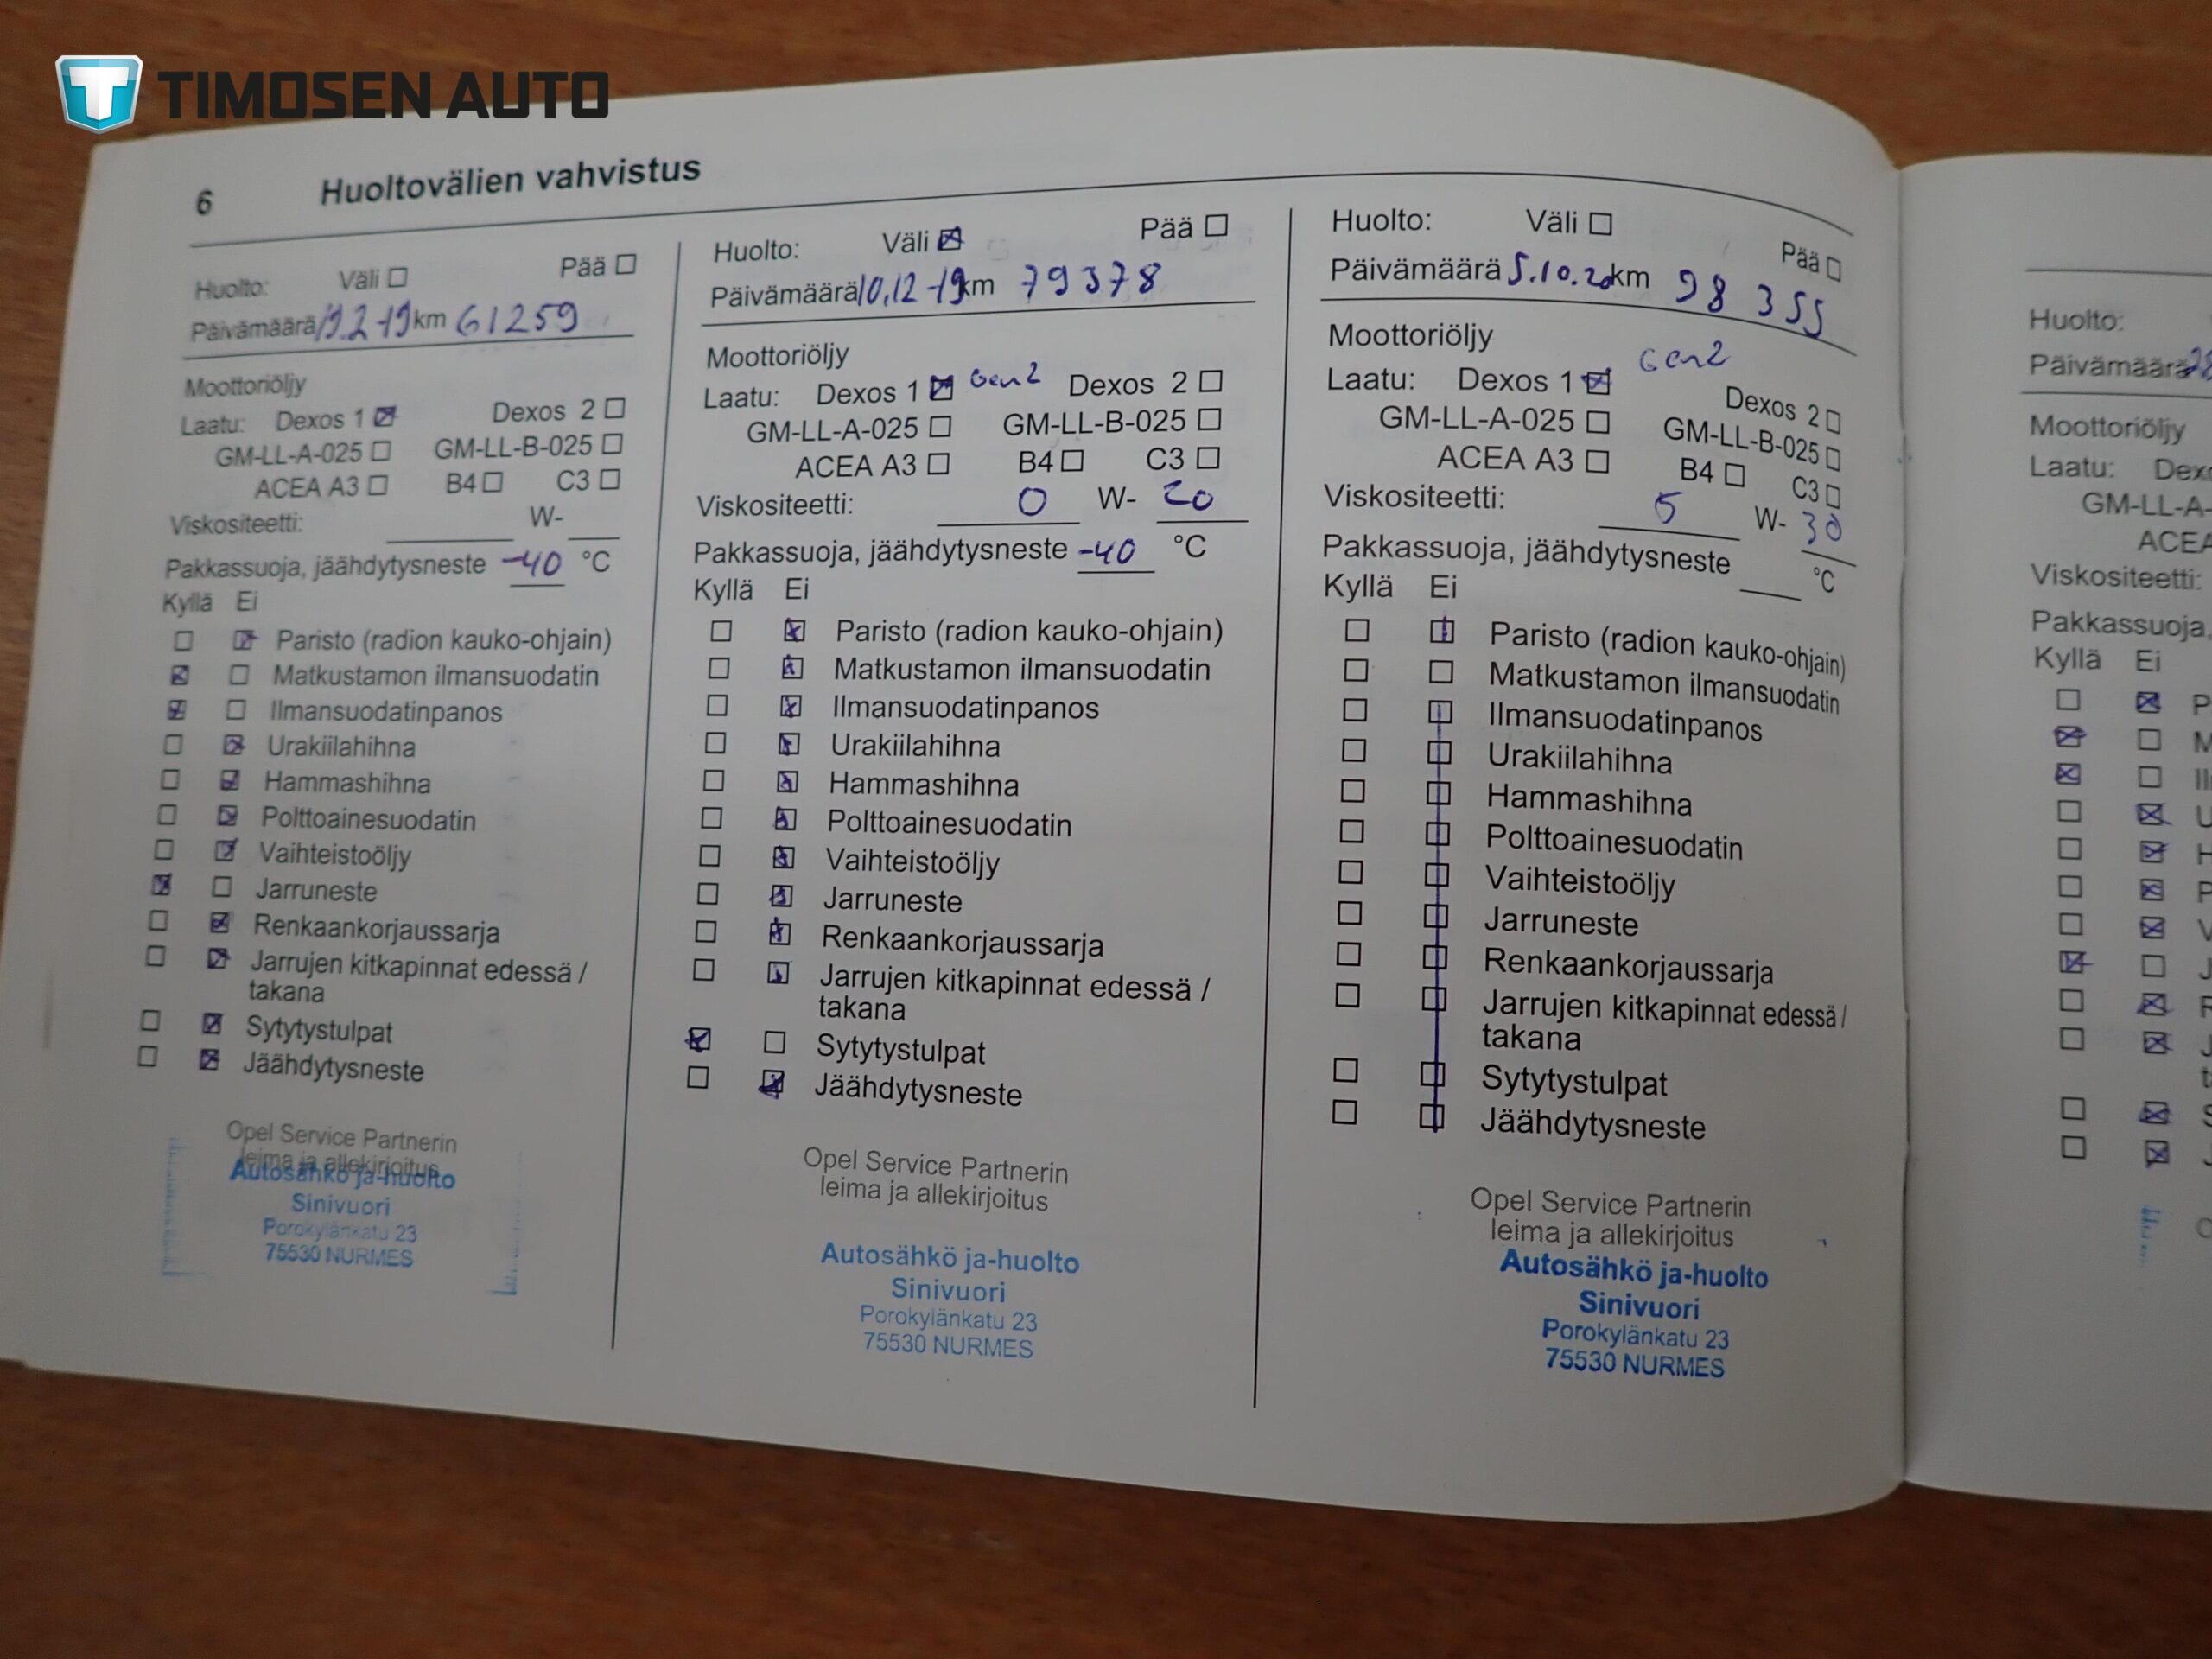 TIMOSEN AUTO
6 Huoltovälien vahvistus
Huolto: Väli ☐ Pää ☐
Päivämäärä 19.2-19 km 61259
Moottoriöljy
Laatu: Dexos 1 ☒ Dexos 2 ☐
GM-LL-A-025 ☐ GM-LL-B-025 ☐
ACEA A3 ☐ B4 ☐ C3 ☐
Viskositeetti: W-
Pakkassuoja, jäähdytysneste -40 °C
Kyllä Ei
☐ ☒ Paristo (radion kauko-ohjain)
☒ ☐ Matkustamon ilmansuodatin
☒ ☐ Ilmansuodatinpanos
☐ ☒ Urakiilahihna
☐ ☒ Hammashihna
☐ ☒ Polttoainesuodatin
☐ ☒ Vaihteistoöljy
☒ ☐ Jarruneste
☐ ☒ Renkaankorjaussarja
☐ ☒ Jarrujen kitkapinnat edessä /
takana
☐ ☒ Sytytystulpat
☐ ☒ Jäähdytysneste
Opel Service Partnerin
leima ja allekirjoitus
Autosähkö ja-huolto
Sinivuori
Porokylänkatu 23
75530 NURMES
Huolto: Väli ☒ Pää ☐
Päivämäärä 10.12-19 km 79378
Moottoriöljy
Laatu: Dexos 1 ☒ Gen2 Dexos 2 ☐
GM-LL-A-025 ☐ GM-LL-B-025 ☐
ACEA A3 ☐ B4 ☐ C3 ☐
Viskositeetti: 0 W- 20
Pakkassuoja, jäähdytysneste -40 °C
Kyllä Ei
☐ ☒ Paristo (radion kauko-ohjain)
☐ ☒ Matkustamon ilmansuodatin
☐ ☒ Ilmansuodatinpanos
☐ ☒ Urakiilahihna
☐ ☒ Hammashihna
☐ ☒ Polttoainesuodatin
☐ ☒ Vaihteistoöljy
☐ ☒ Jarruneste
☐ ☒ Renkaankorjaussarja
☐ ☒ Jarrujen kitkapinnat edessä /
takana
☒ ☐ Sytytystulpat
☐ ☒ Jäähdytysneste
Opel Service Partnerin
leima ja allekirjoitus
Autosähkö ja-huolto
Sinivuori
Porokylänkatu 23
75530 NURMES
Huolto: Väli ☐ Pää ☐
Päivämäärä 5.10.20 km 98 355
Moottoriöljy
Laatu: Dexos 1 ☒ Gen2 Dexos 2 ☐
GM-LL-A-025 ☐ GM-LL-B-025 ☐
ACEA A3 ☐ B4 ☐ C3 ☐
Viskositeetti: 5 W- 30
Pakkassuoja, jäähdytysneste °C
Kyllä Ei
Paristo (radion kauko-ohjain)
Matkustamon ilmansuodatin
Ilmansuodatinpanos
Urakiilahihna
Hammashihna
Polttoainesuodatin
Vaihteistoöljy
Jarruneste
Renkaankorjaussarja
Jarrujen kitkapinnat edessä /
takana
Sytytystulpat
Jäähdytysneste
Opel Service Partnerin
leima ja allekirjoitus
Autosähkö ja-huolto
Sinivuori
Porokylänkatu 23
75530 NURMES
Huolto:
Päivämäärä
Moottoriöljy
Laatu:
GM-LL-A-
ACEA
Viskositeetti:
Pakkassuoja,
Kyllä Ei